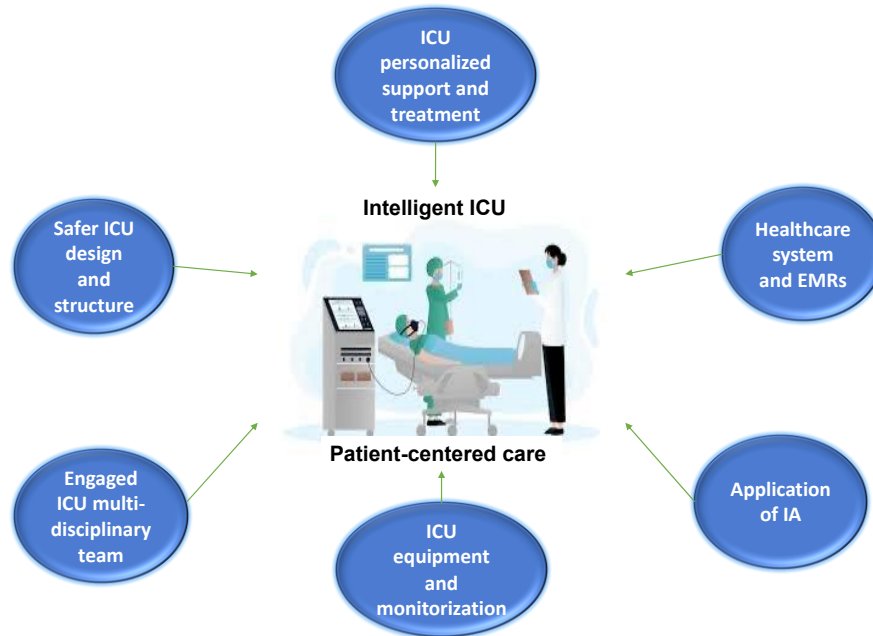 ICU
personalized
support and
treatment
Intelligent ICU
Safer ICU
design
and
structure
Healthcare
system
and EMRs
Patient-centered care
Engaged
ICU multi-
disciplinary
team
ICU
equipment
and
monitorization
Application
of IA